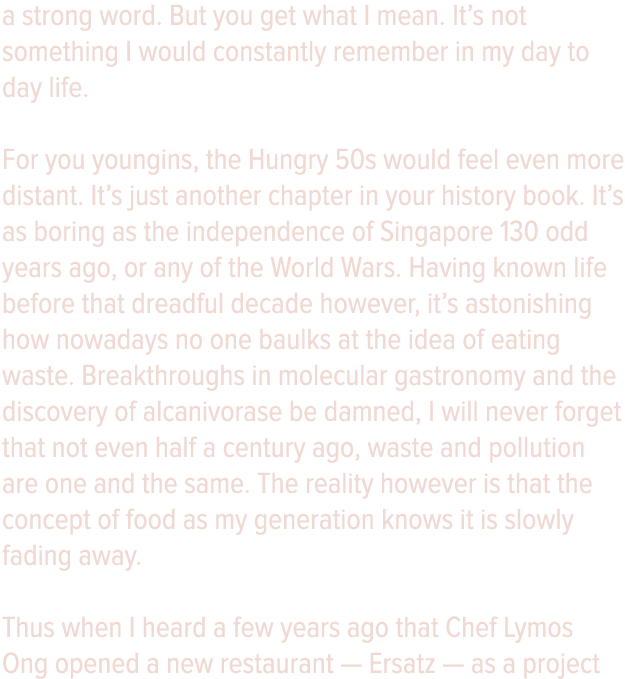 a strong word. But you get what I mean. It’s not
something I would constantly remember in my day to
day life.
For you youngins, the Hungry 50s would feel even more
distant. It’s just another chapter in your history book. It’s
as boring as the independence of Singapore 130 odd
years ago, or any of the World Wars. Having known life
before that dreadful decade however, it’s astonishing
how nowadays no one baulks at the idea of eating
waste. Breakthroughs in molecular gastronomy and the
discovery of alcanivorase be damned, I will never forget
that not even half a century ago, waste and pollution
are one and the same. The reality however is that the
concept of food as my generation knows it is slowly
fading away.
Thus when I heard a few years ago that Chef Lymos
Ong opened a new restaurant — Ersatz — as a project